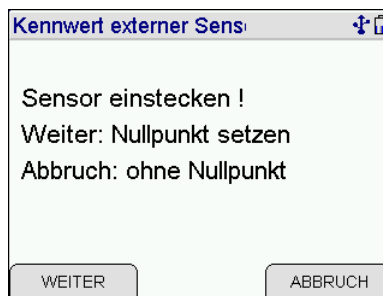 Kennwert externer Sens
Sensor einstecken !
Weiter: Nullpunkt setzen
Abbruch: ohne Nullpunkt
WEITER ABBRUCH